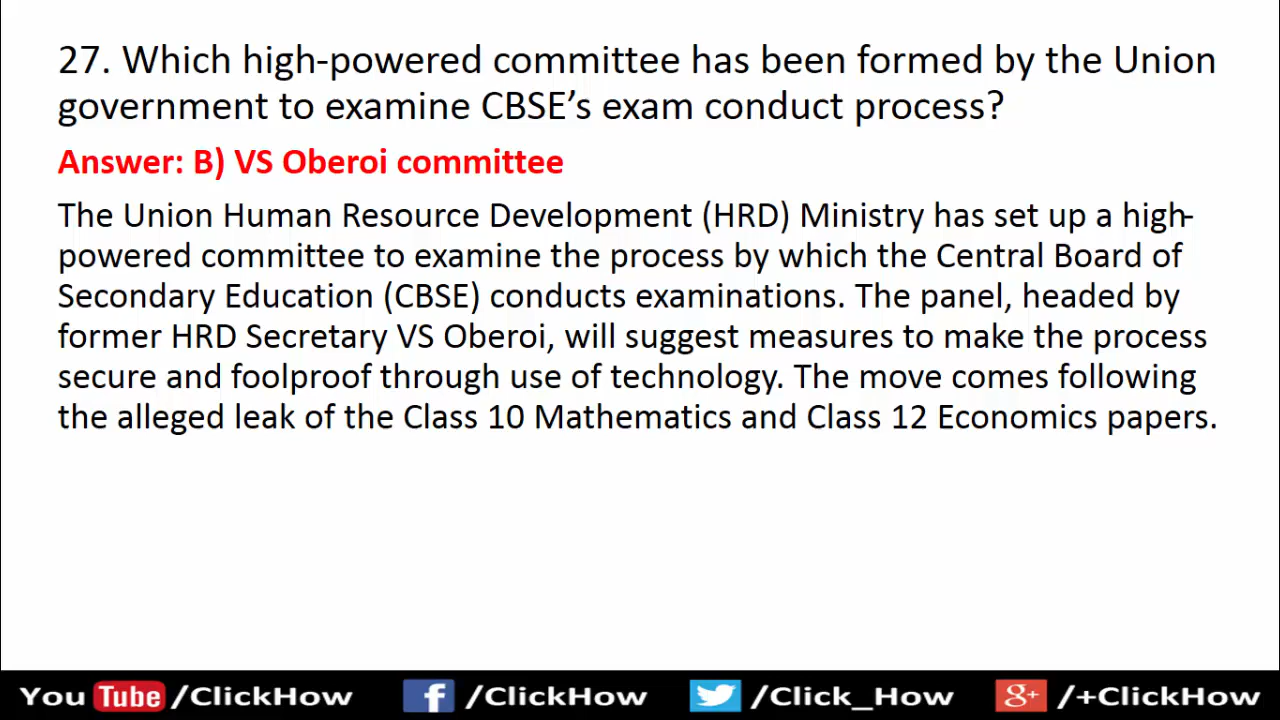 27. Which high-powered committee has been formed by the Union
government to examine CBSE’s exam conduct process?
Answer: B) VS Oberoi committee
The Union Human Resource Development (HRD) Ministry has set up a high-
powered committee to examine the process by which the Central Board of
Secondary Education (CBSE) conducts examinations. The panel, headed by
former HRD Secretary VS Oberoi, will suggest measures to make the process
secure and foolproof through use of technology. The move comes following
the alleged leak of the Class 10 Mathematics and Class 12 Economics papers.
You Tube /ClickHow f /ClickHow /Click_How g+ /+ClickHow